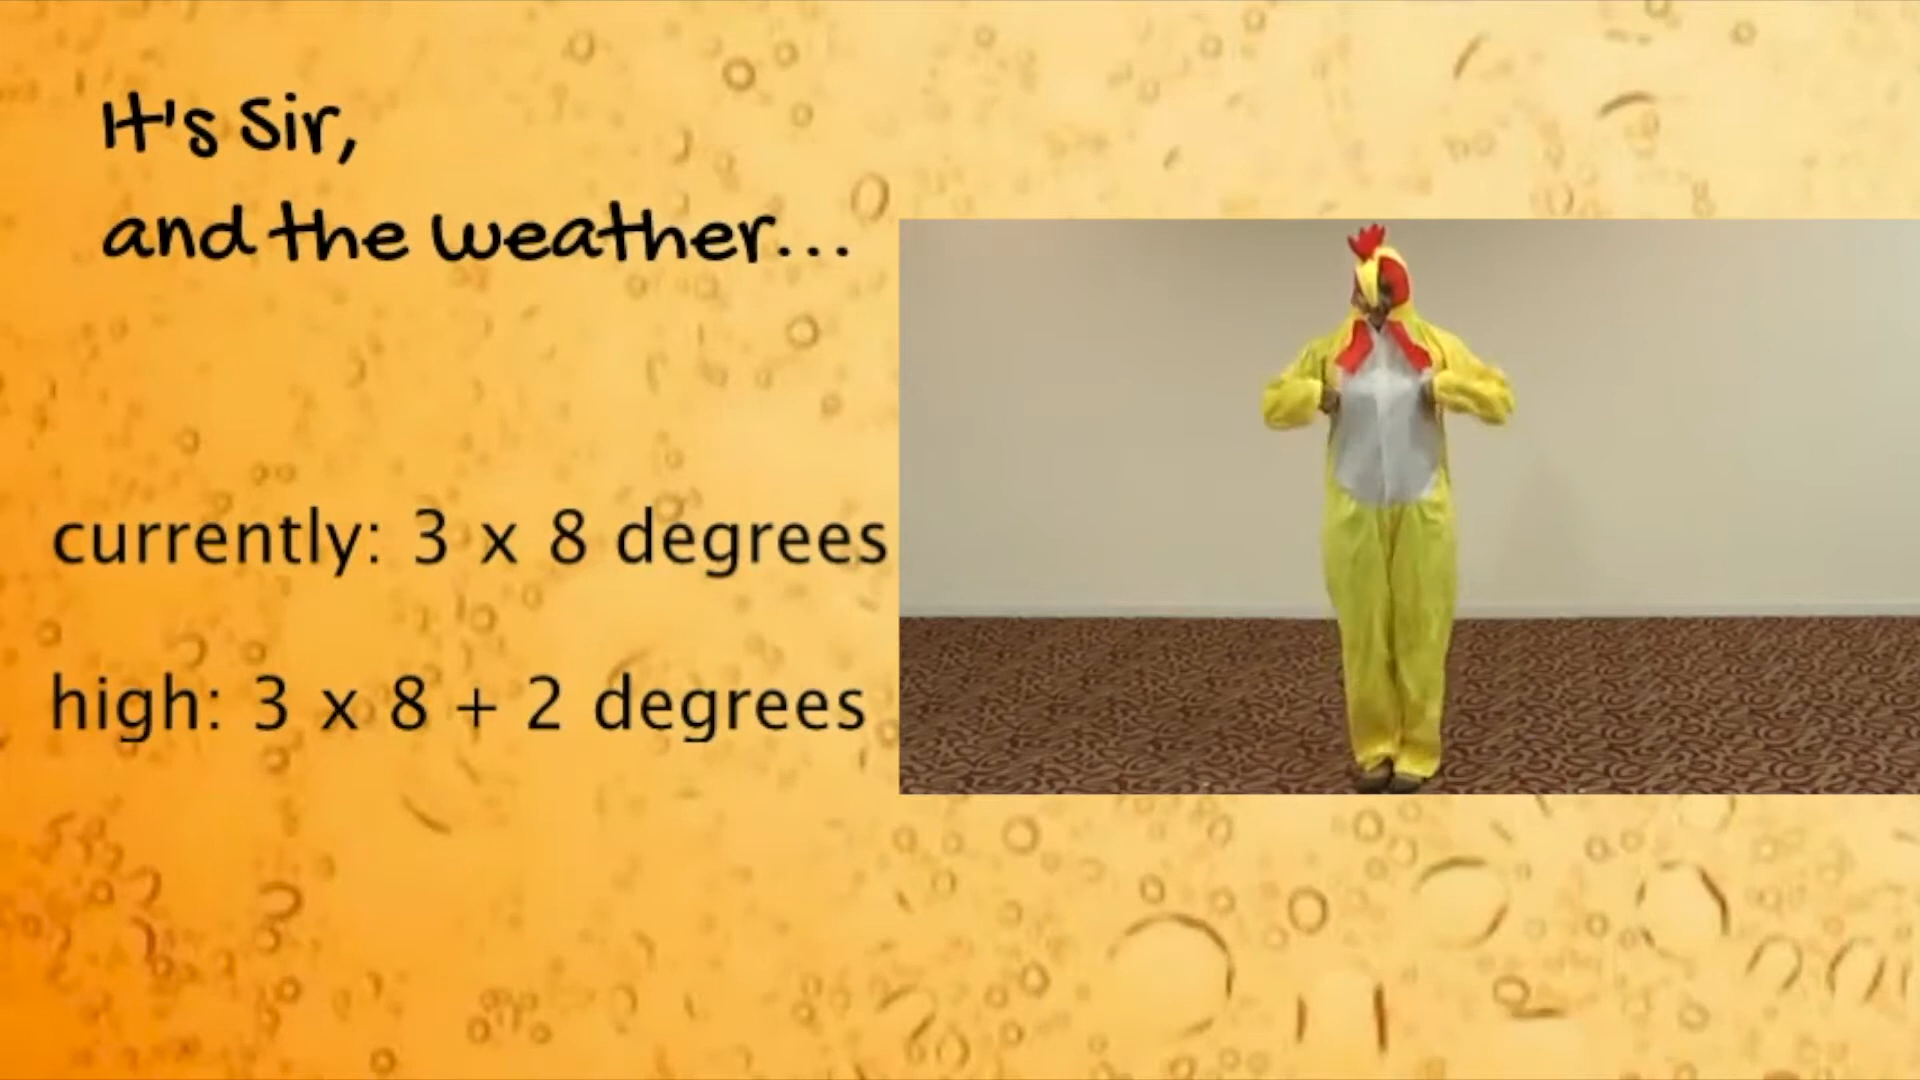 It's Sir,
and the weather...
currently: 3 x 8 degrees
high: 3 x 8 + 2 degrees